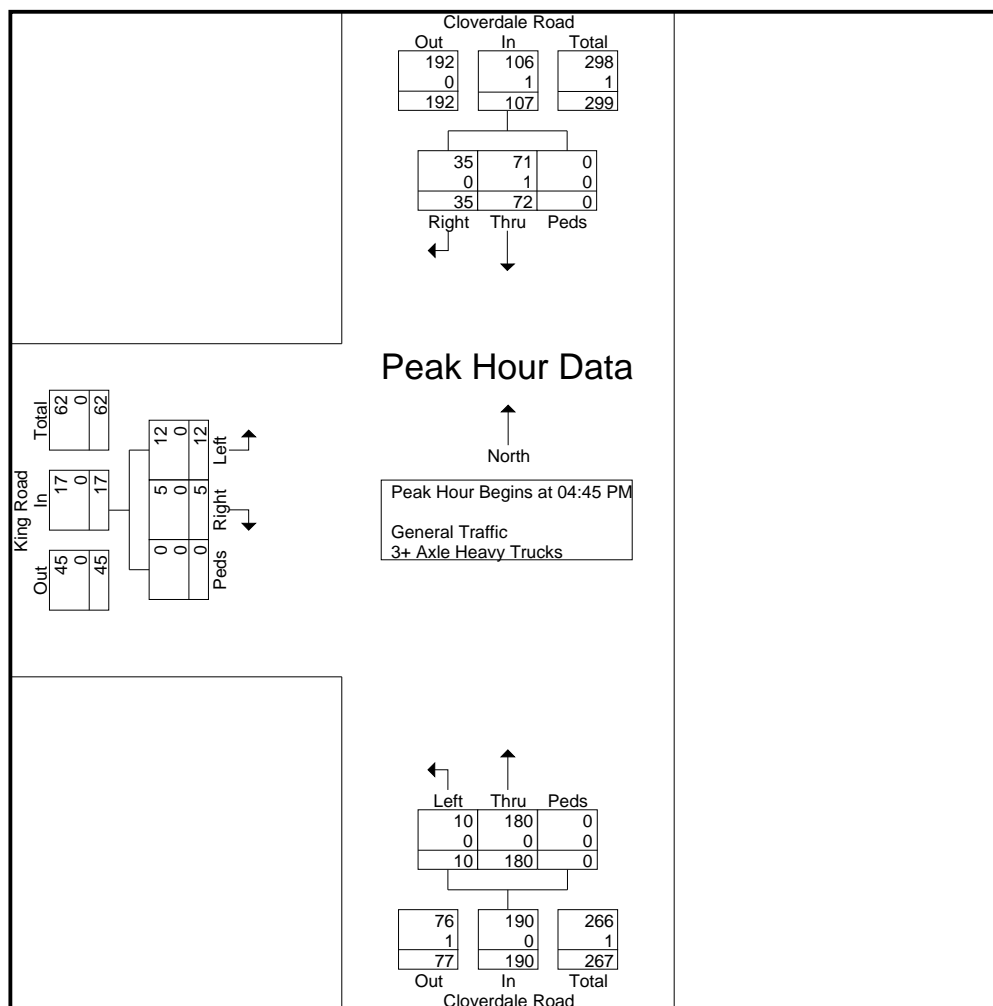 Cloverdale Road
Out In Total
192 106 298
0 1 1
192 107 299
35 71 0
0 1 0
35 72 0
Right Thru Peds
Peak Hour Data
North
Peak Hour Begins at 04:45 PM
General Traffic
3+ Axle Heavy Trucks
King Road
Out In Total
45 17 62
0 0 0
45 17 62
0 5 12
0 0 0
0 5 12
Peds Right Left
Left Thru Peds
10 180 0
0 0 0
10 180 0
76 190 266
1 0 1
77 190 267
Out In Total
Cloverdale Road